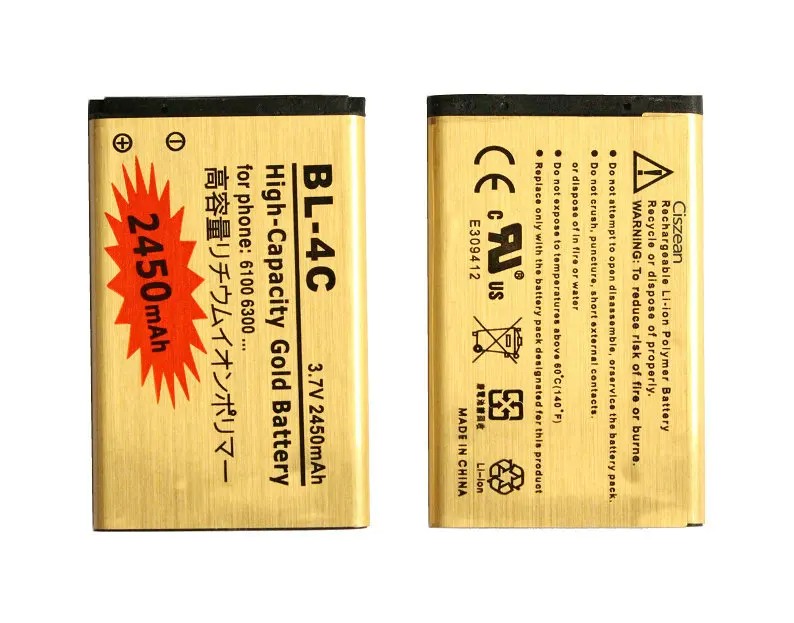 BL-4C
3.7V 2450mAh
High-Capacity Gold Battery
for phone: 6100 6300 ...
高容量リチウムイオンポリマー
2450mAh
Ciszean
Rechargeable Li-ion Polymer Battery
Recycle or dispose of properly.
WARNING: To reduce risk of fire or burne.
Do not attempt to open disassemble, orservice the battery pack.
Do not crush, puncture, short external contacts.
or dispose of in fire or water
Do not expose to temperatures above 60°C(140°F)
Replace only with the battery pack designated for this product
CE
c
US
E309412
Li-ion
MADE IN CHINA